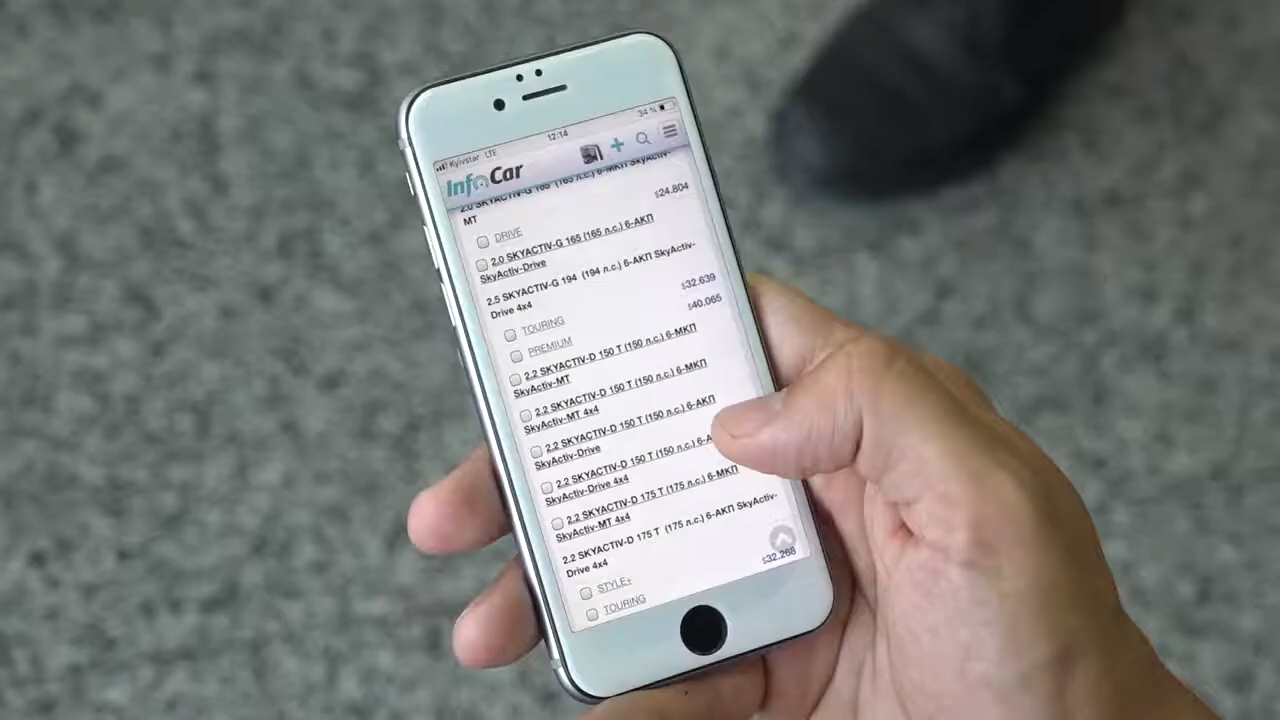 Kyivstar LTE 12:14 34 %
InfoCar
2.0 SKYACTIV-G 165 (165 л.с.) 6-МКП SkyActiv-
MT
$24.804
DRIVE
2.0 SKYACTIV-G 165 (165 л.с.) 6-АКП
SkyActiv-Drive
2.5 SKYACTIV-G 194 (194 л.с.) 6-АКП SkyActiv-
Drive 4x4
$32.639
TOURING
$40.065
PREMIUM
2.2 SKYACTIV-D 150 T (150 л.с.) 6-МКП
SkyActiv-MT
2.2 SKYACTIV-D 150 T (150 л.с.) 6-МКП
SkyActiv-MT 4x4
2.2 SKYACTIV-D 150 T (150 л.с.) 6-АКП
SkyActiv-Drive
2.2 SKYACTIV-D 150 T (150 л.с.)
SkyActiv-Drive 4x4
2.2 SKYACTIV-D 175 T (175 л.с.) 6-МКП
SkyActiv-MT 4x4
2.2 SKYACTIV-D 175 T (175 л.с.) 6-АКП SkyActiv-
Drive 4x4
$32.268
STYLE+
TOURING